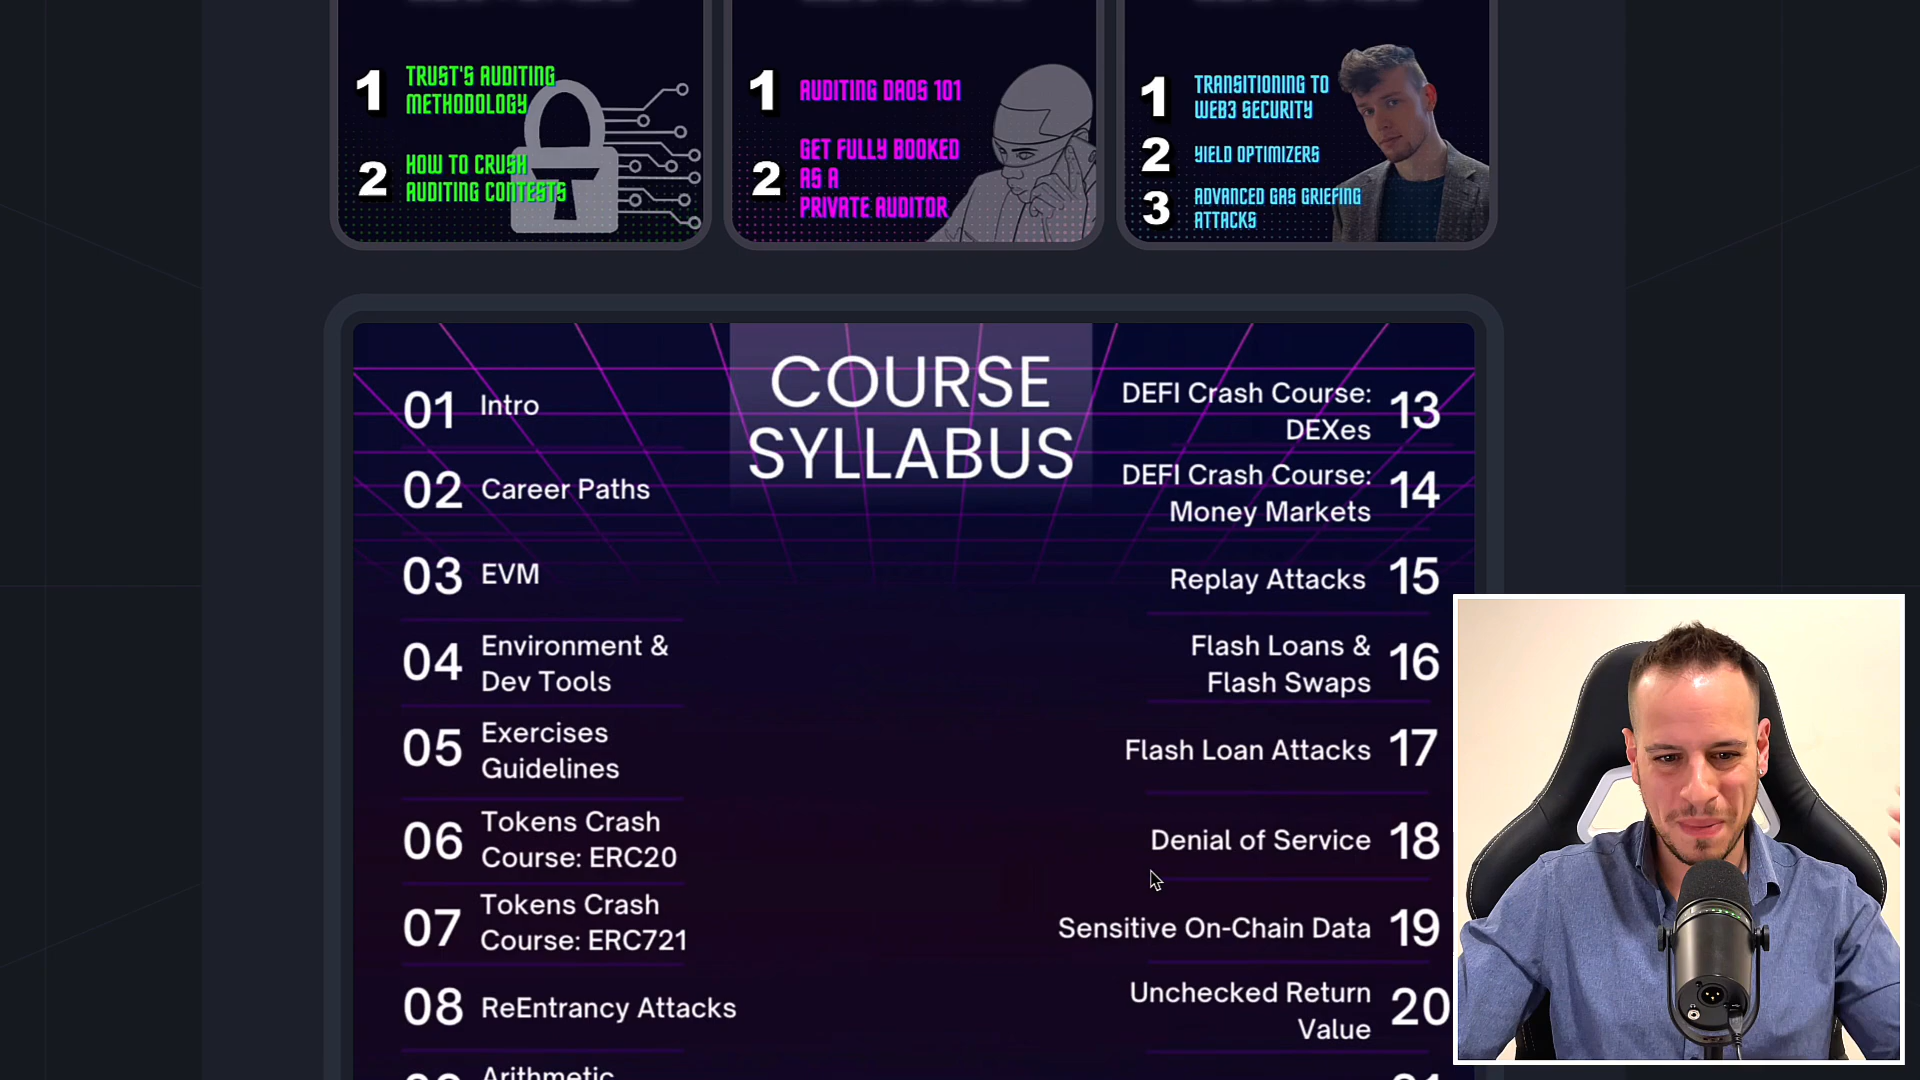 1
TRUST'S AUDITING
METHODOLOGY
2
HOW TO CRUSH
AUDITING CONTESTS
1
AUDITING DAOS 101
2
GET FULLY BOOKED
AS A
PRIVATE AUDITOR
1
TRANSITIONING TO
WEB3 SECURITY
2
YIELD OPTIMIZERS
3
ADVANCED GAS GRIEFING
ATTACKS
COURSE
SYLLABUS
01
Intro
02
Career Paths
03
EVM
04
Environment &
Dev Tools
05
Exercises
Guidelines
06
Tokens Crash
Course: ERC20
07
Tokens Crash
Course: ERC721
08
ReEntrancy Attacks
Arithmetic
DEFI Crash Course:
DEXes
13
DEFI Crash Course:
Money Markets
14
Replay Attacks
15
Flash Loans &
Flash Swaps
16
Flash Loan Attacks
17
Denial of Service
18
Sensitive On-Chain Data
19
Unchecked Return
Value
20